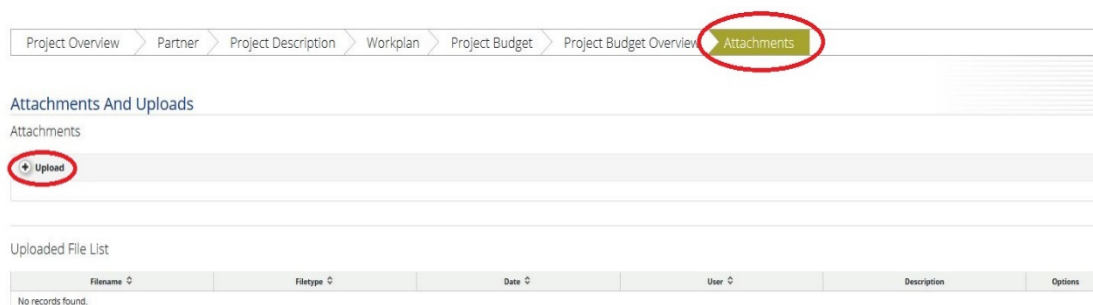 Project Overview Partner Project Description Workplan Project Budget Project Budget Overview Attachments
Attachments And Uploads
Attachments
Upload
Uploaded File List
Filename Filetype Date User Description Options
No records found.